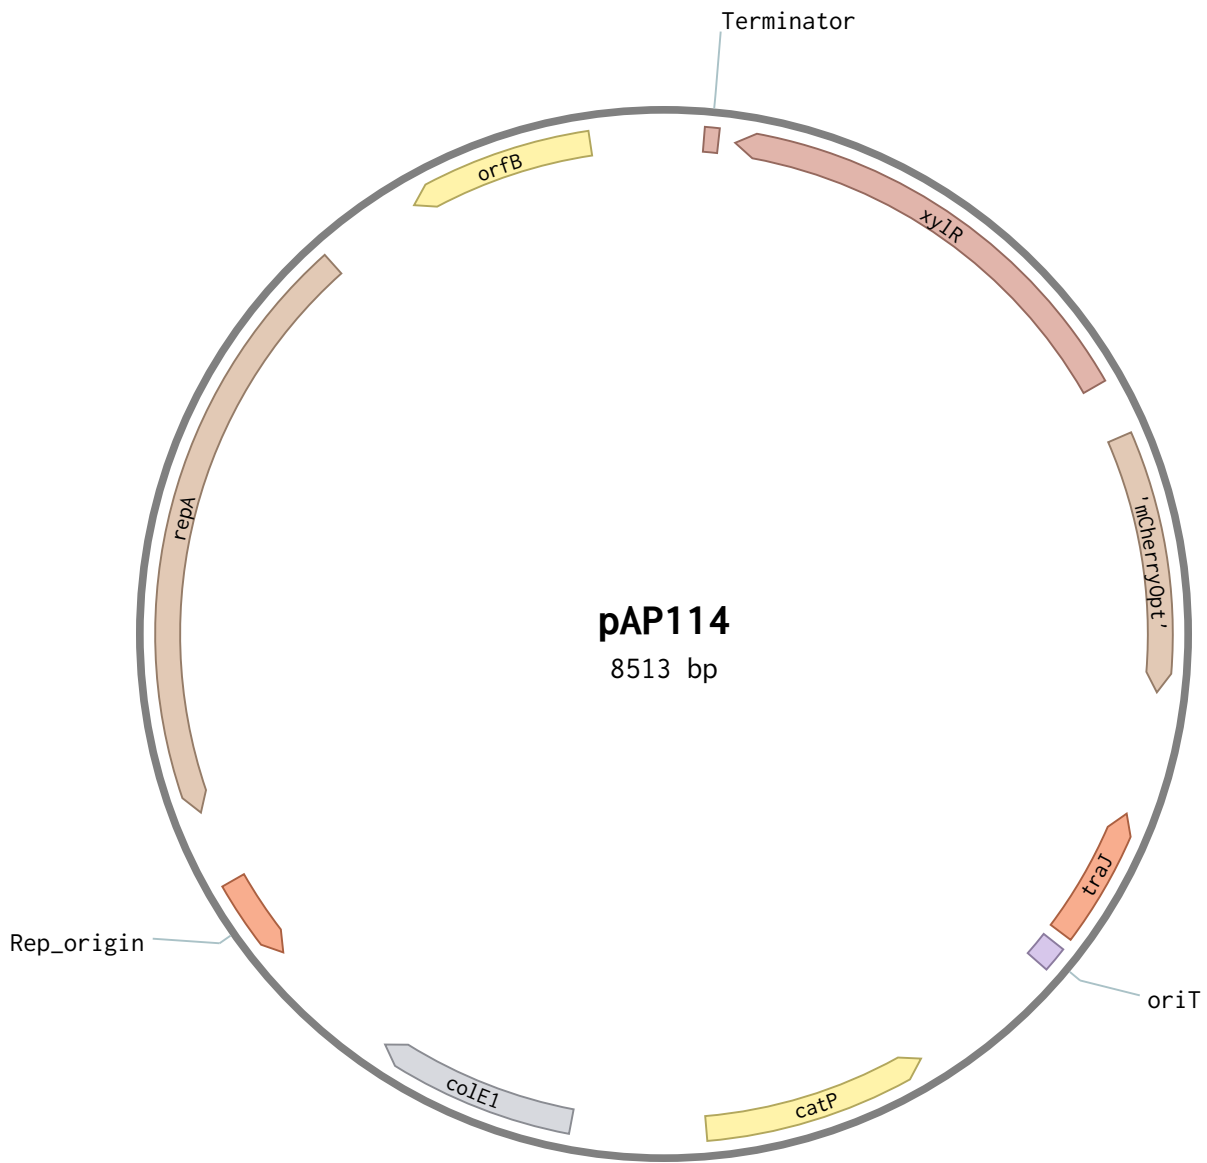 Terminator
orfB
xylR
'mCherryOpt'
repA
pAP114
8513 bp
traJ
Rep_origin
oriT
colE1
catP